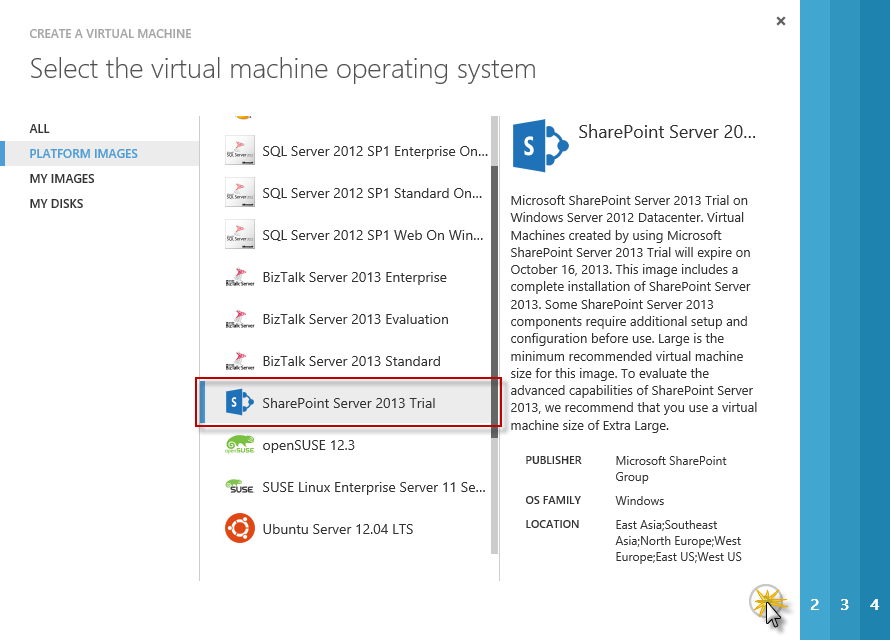 CREATE A VIRTUAL MACHINE
Select the virtual machine operating system
ALL
PLATFORM IMAGES
MY IMAGES
MY DISKS
SQL Server 2012 SP1 Enterprise On...
SQL Server 2012 SP1 Standard On...
SQL Server 2012 SP1 Web On Win...
BizTalk Server
BizTalk Server 2013 Enterprise
BizTalk Server
BizTalk Server 2013 Evaluation
BizTalk Server
BizTalk Server 2013 Standard
S
SharePoint Server 2013 Trial
openSUSE
openSUSE 12.3
SUSE
SUSE Linux Enterprise Server 11 Se...
Ubuntu Server 12.04 LTS
S
SharePoint Server 20...
Microsoft SharePoint Server 2013 Trial on
Windows Server 2012 Datacenter. Virtual
Machines created by using Microsoft
SharePoint Server 2013 Trial will expire on
October 16, 2013. This image includes a
complete installation of SharePoint Server
2013. Some SharePoint Server 2013
components require additional setup and
configuration before use. Large is the
minimum recommended virtual machine
size for this image. To evaluate the
advanced capabilities of SharePoint Server
2013, we recommend that you use a virtual
machine size of Extra Large.
PUBLISHER
Microsoft SharePoint
Group
OS FAMILY
Windows
LOCATION
East Asia;Southeast
Asia;North Europe;West
Europe;East US;West US
2 3 4